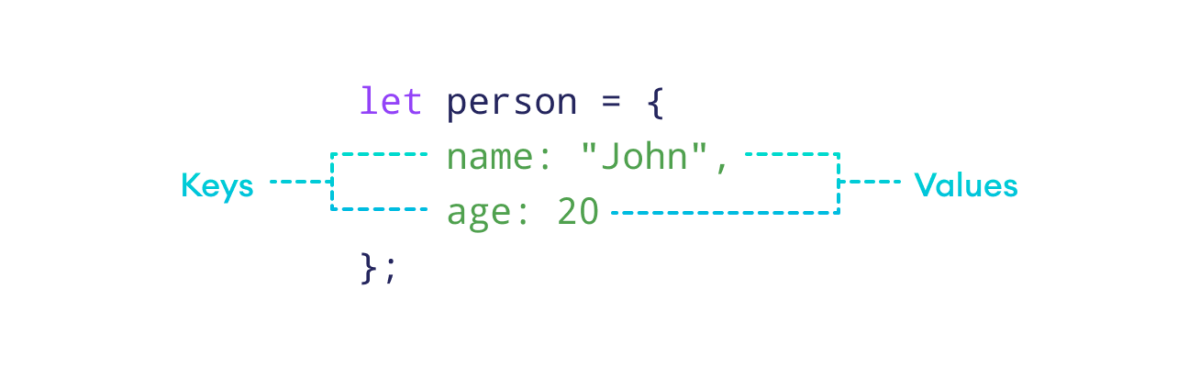 let person = {
name: "John",
Keys
Values
age: 20
};